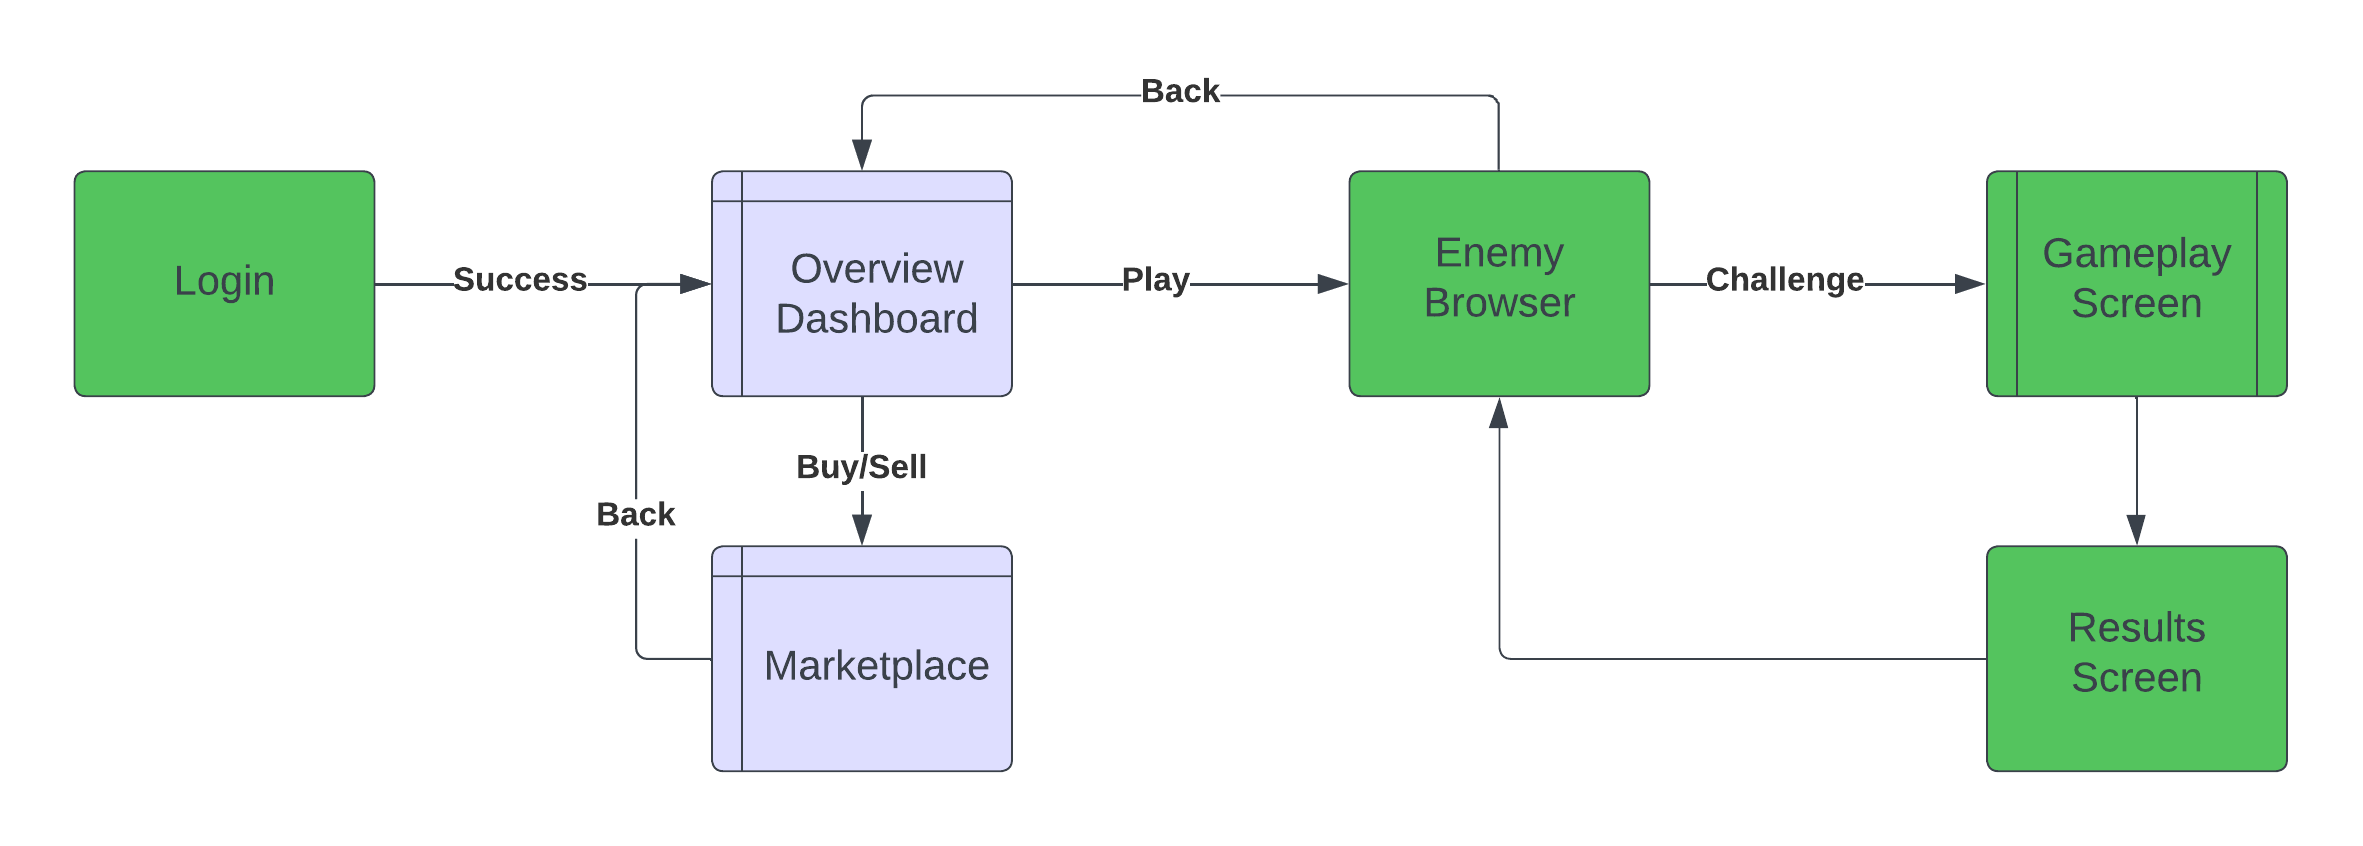 Back
Login
Success
Overview
Dashboard
Play
Enemy
Browser
Challenge
Gameplay
Screen
Buy/Sell
Back
Marketplace
Results
Screen